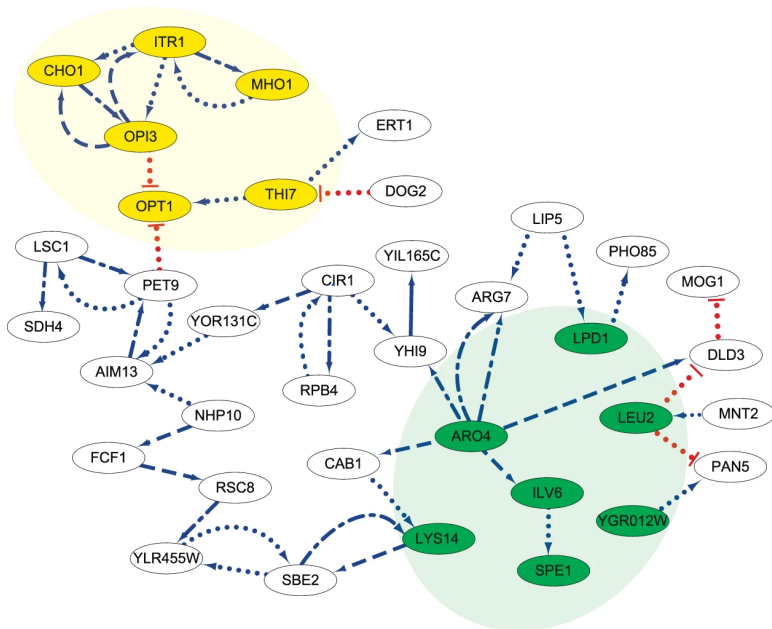 ITR1
CHO1
MHO1
OPI3
ERT1
THI7
DOG2
OPT1
LIP5
LSC1
YIL165C
PHO85
PET9
CIR1
MOG1
ARG7
SDH4
YOR131C
LPD1
YHI9
DLD3
AIM13
RPB4
NHP10
LEU2
MNT2
ARO4
FCF1
CAB1
PAN5
RSC8
ILV6
YGR012W
LYS14
YLR455W
SBE2
SPE1